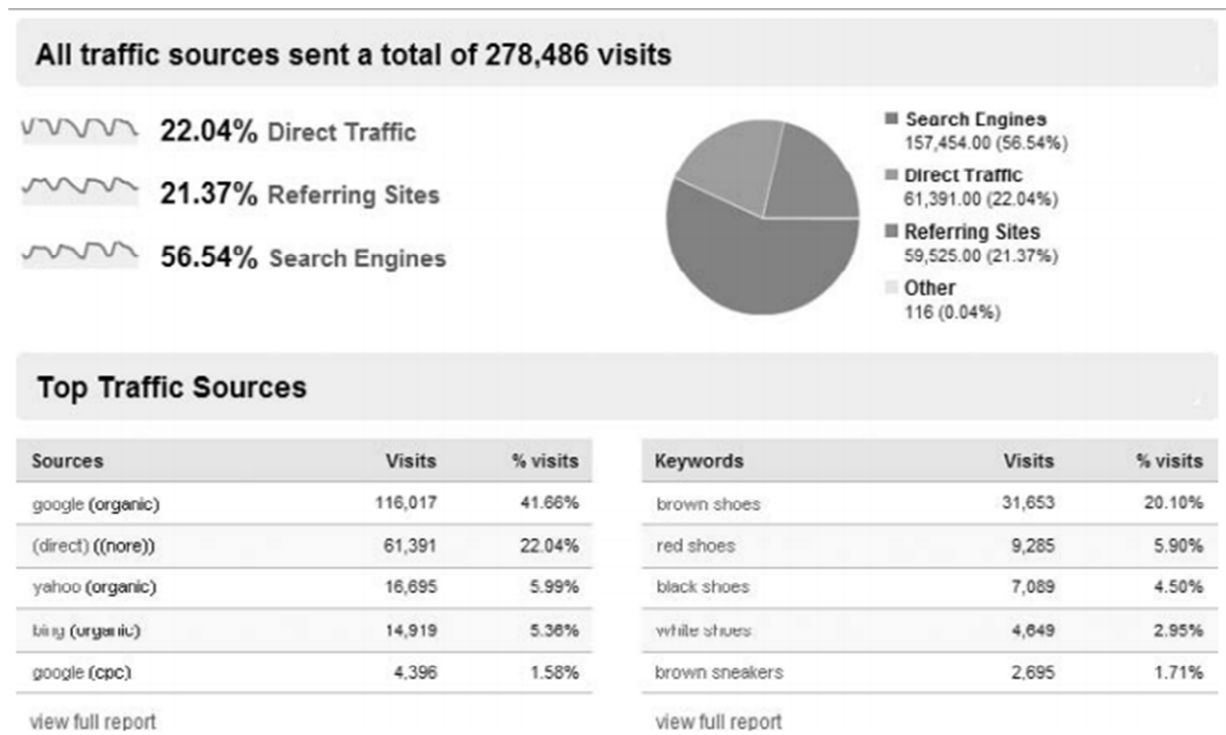 All traffic sources sent a total of 278,486 visits
22.04% Direct Traffic
21.37% Referring Sites
56.54% Search Engines
Search Engines
157,454.00 (56.54%)
Direct Traffic
61,391.00 (22.04%)
Referring Sites
59,525.00 (21.37%)
Other
116 (0.04%)
Top Traffic Sources
Sources Visits % visits
google (organic) 116,017 41.66%
(direct) ((nore)) 61,391 22.04%
yahoo (organic) 16,695 5.99%
bing (organic) 14,919 5.36%
google (cpc) 4,396 1.58%
view full report
Keywords Visits % visits
brown shoes 31,653 20.10%
red shoes 9,285 5.90%
black shoes 7,089 4.50%
white shoes 4,649 2.95%
brown sneakers 2,695 1.71%
view full report